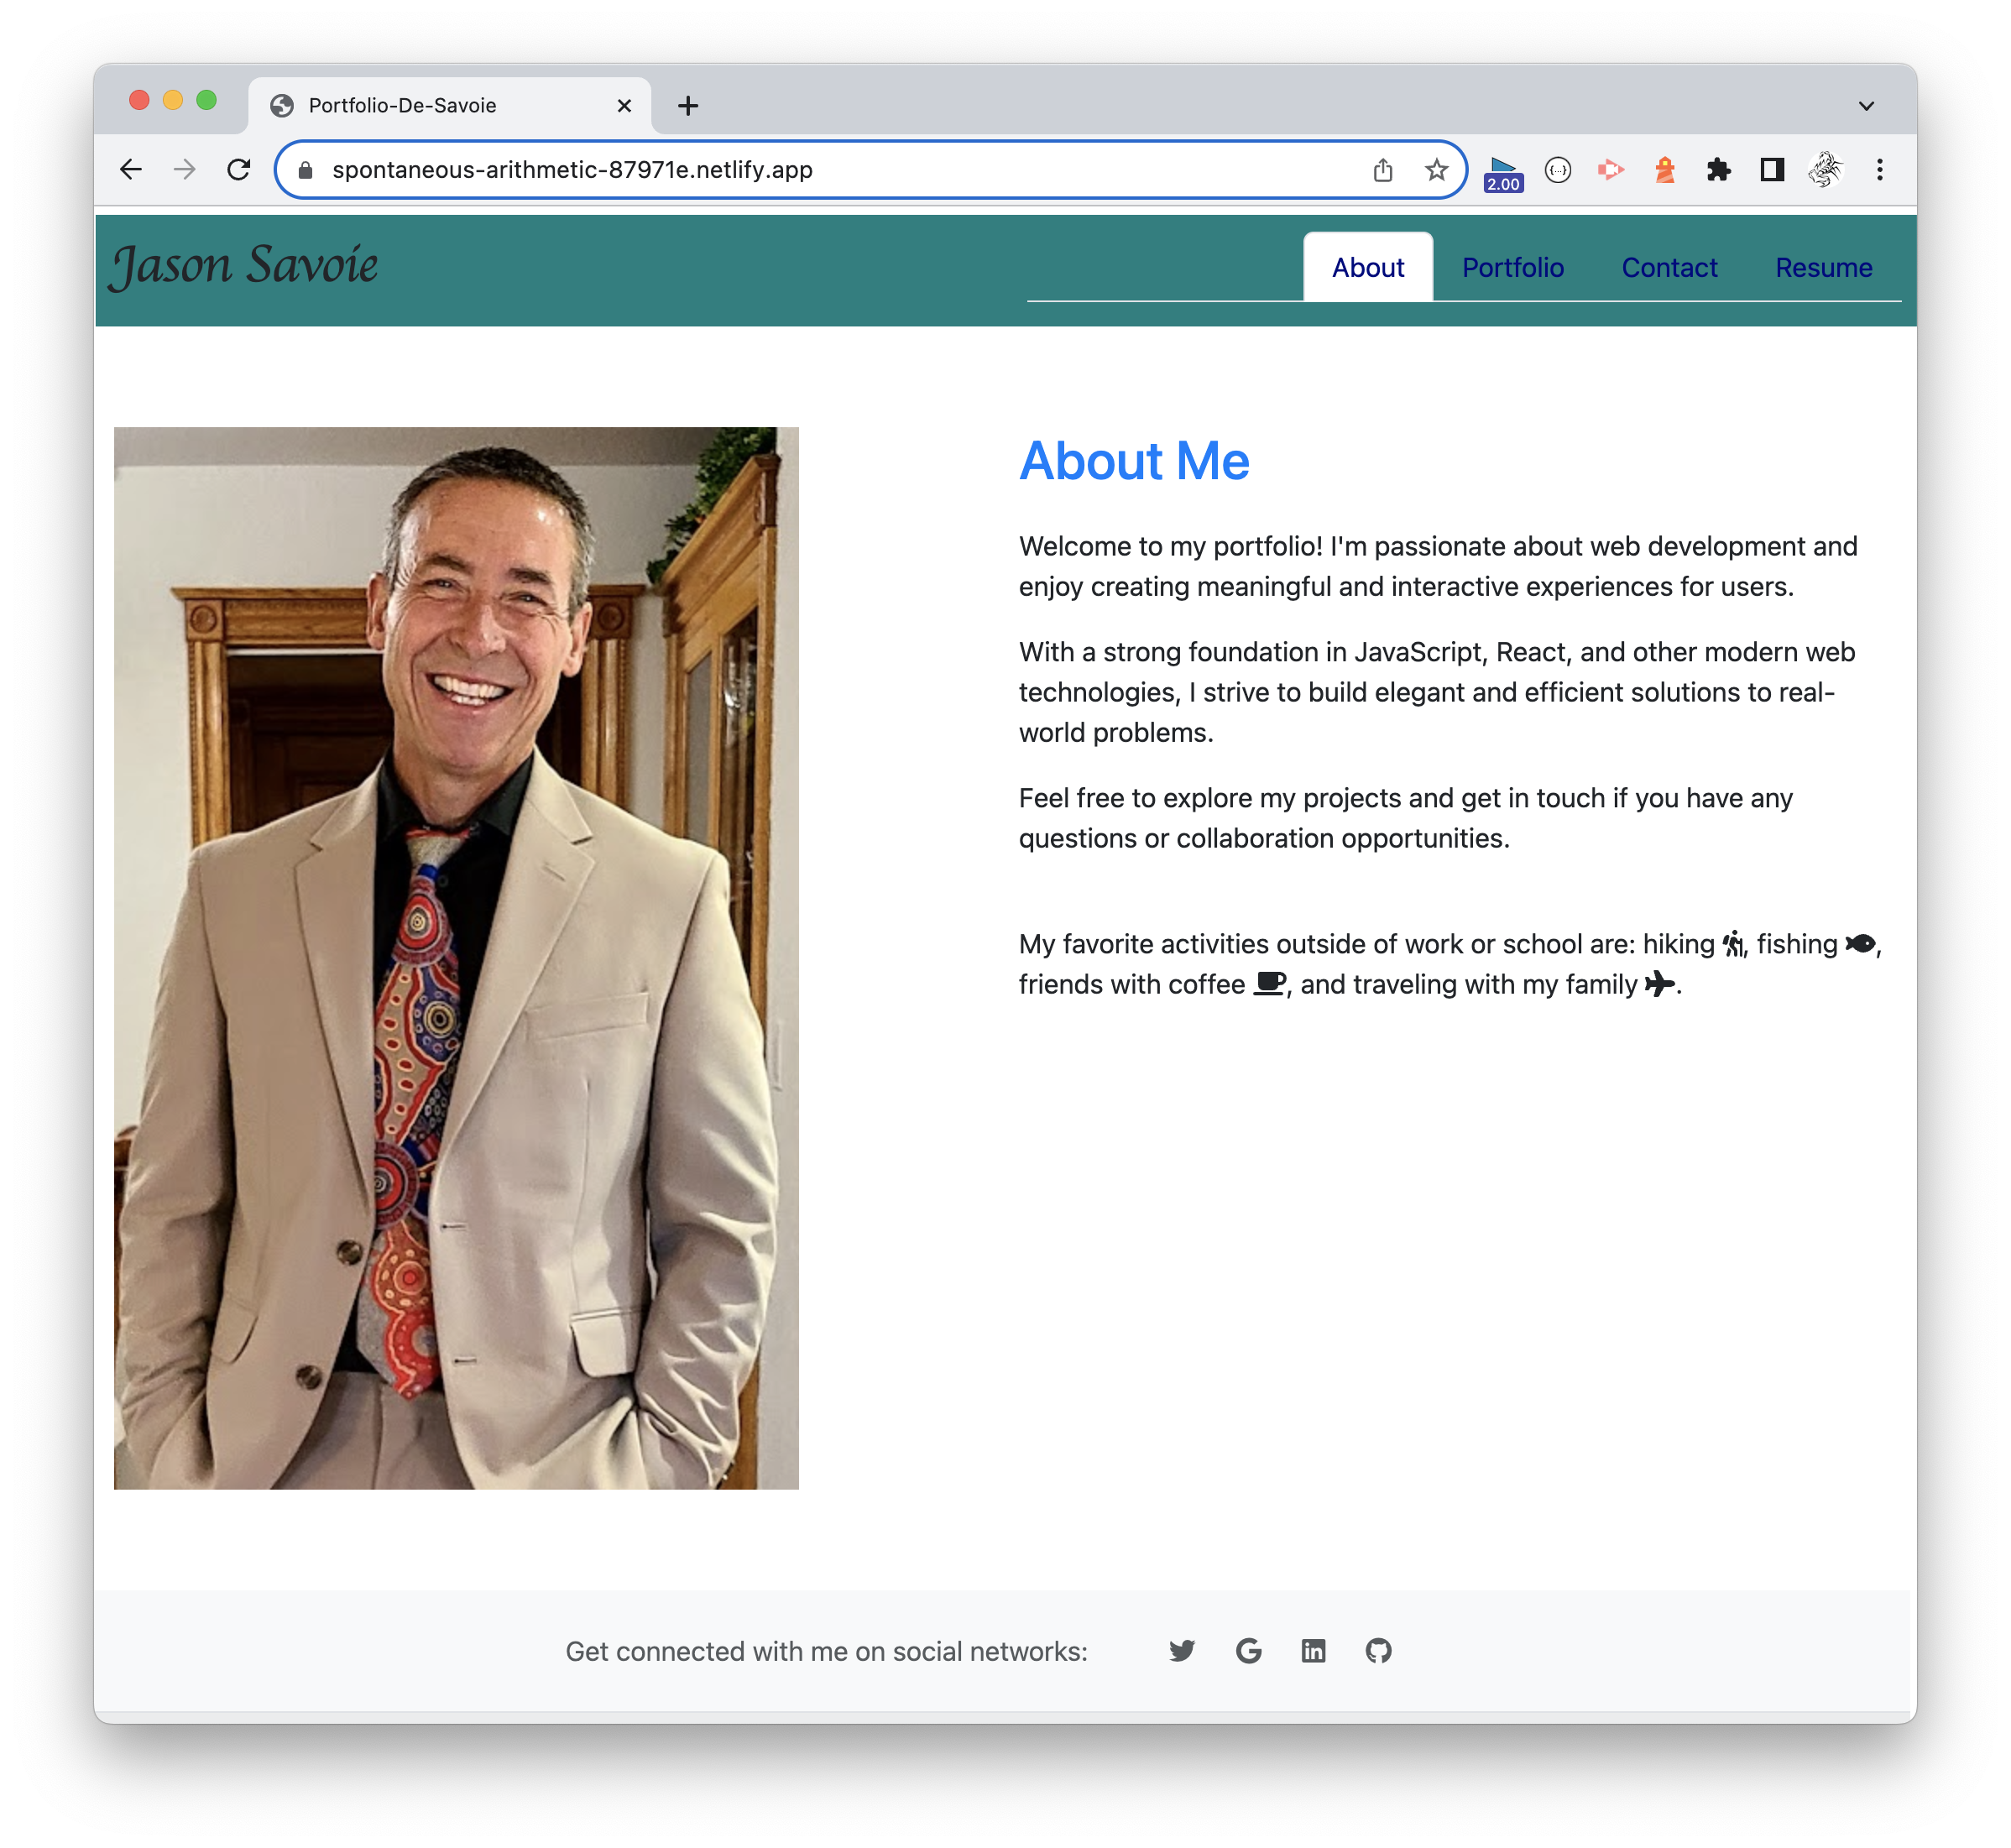 Portfolio-De-Savoie
spontaneous-arithmetic-87971e.netlify.app
2.00
Jason Savoie
About Portfolio Contact Resume
About Me
Welcome to my portfolio! I'm passionate about web development and
enjoy creating meaningful and interactive experiences for users.
With a strong foundation in JavaScript, React, and other modern web
technologies, I strive to build elegant and efficient solutions to real-
world problems.
Feel free to explore my projects and get in touch if you have any
questions or collaboration opportunities.
My favorite activities outside of work or school are: hiking , fishing ,
friends with coffee , and traveling with my family .
Get connected with me on social networks: